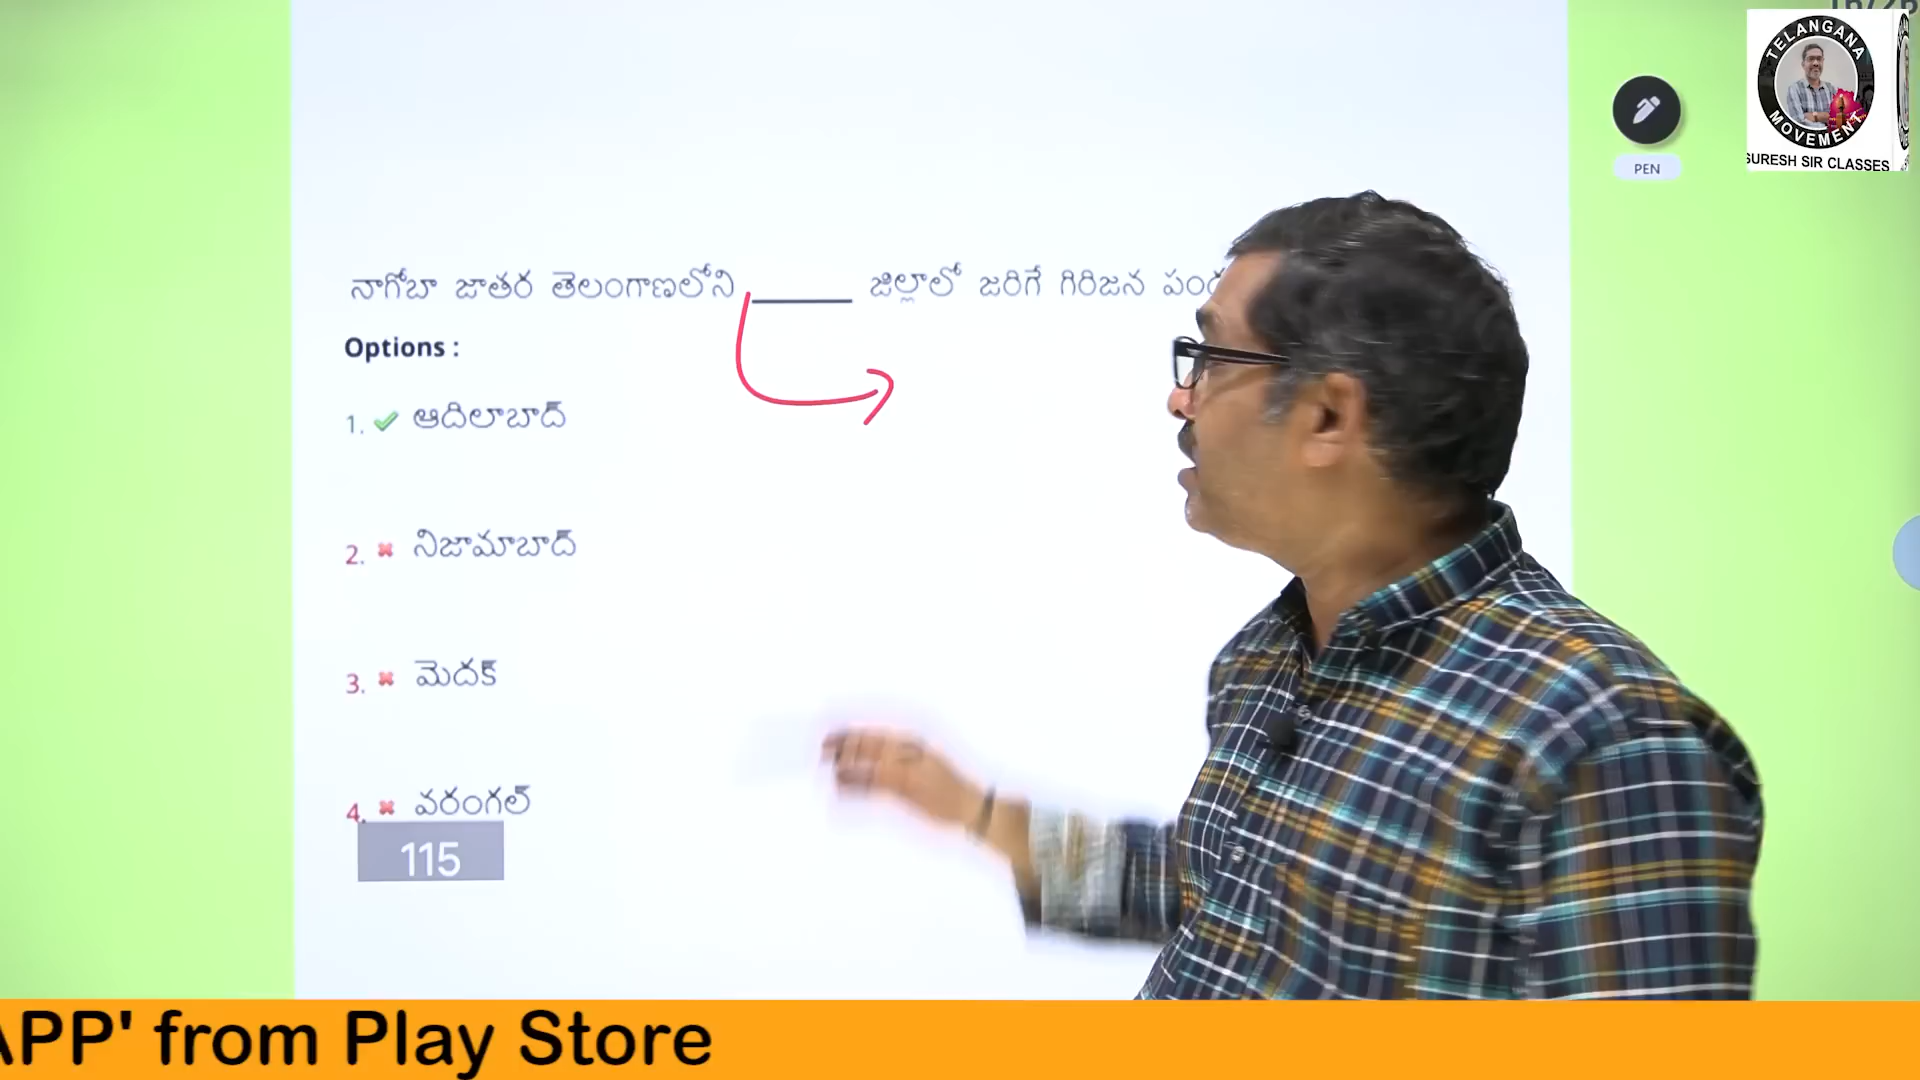 TELANGANA
MOVEMENT
SURESH SIR CLASSES
PEN
నాగోబా జాతర తెలంగాణలోని ______ జిల్లాలో జరిగే గిరిజన
Options :
1. ఆదిలాబాద్
2. నిజామాబాద్
3. మెదక్
4. వరంగల్
115
APP' from Play Store